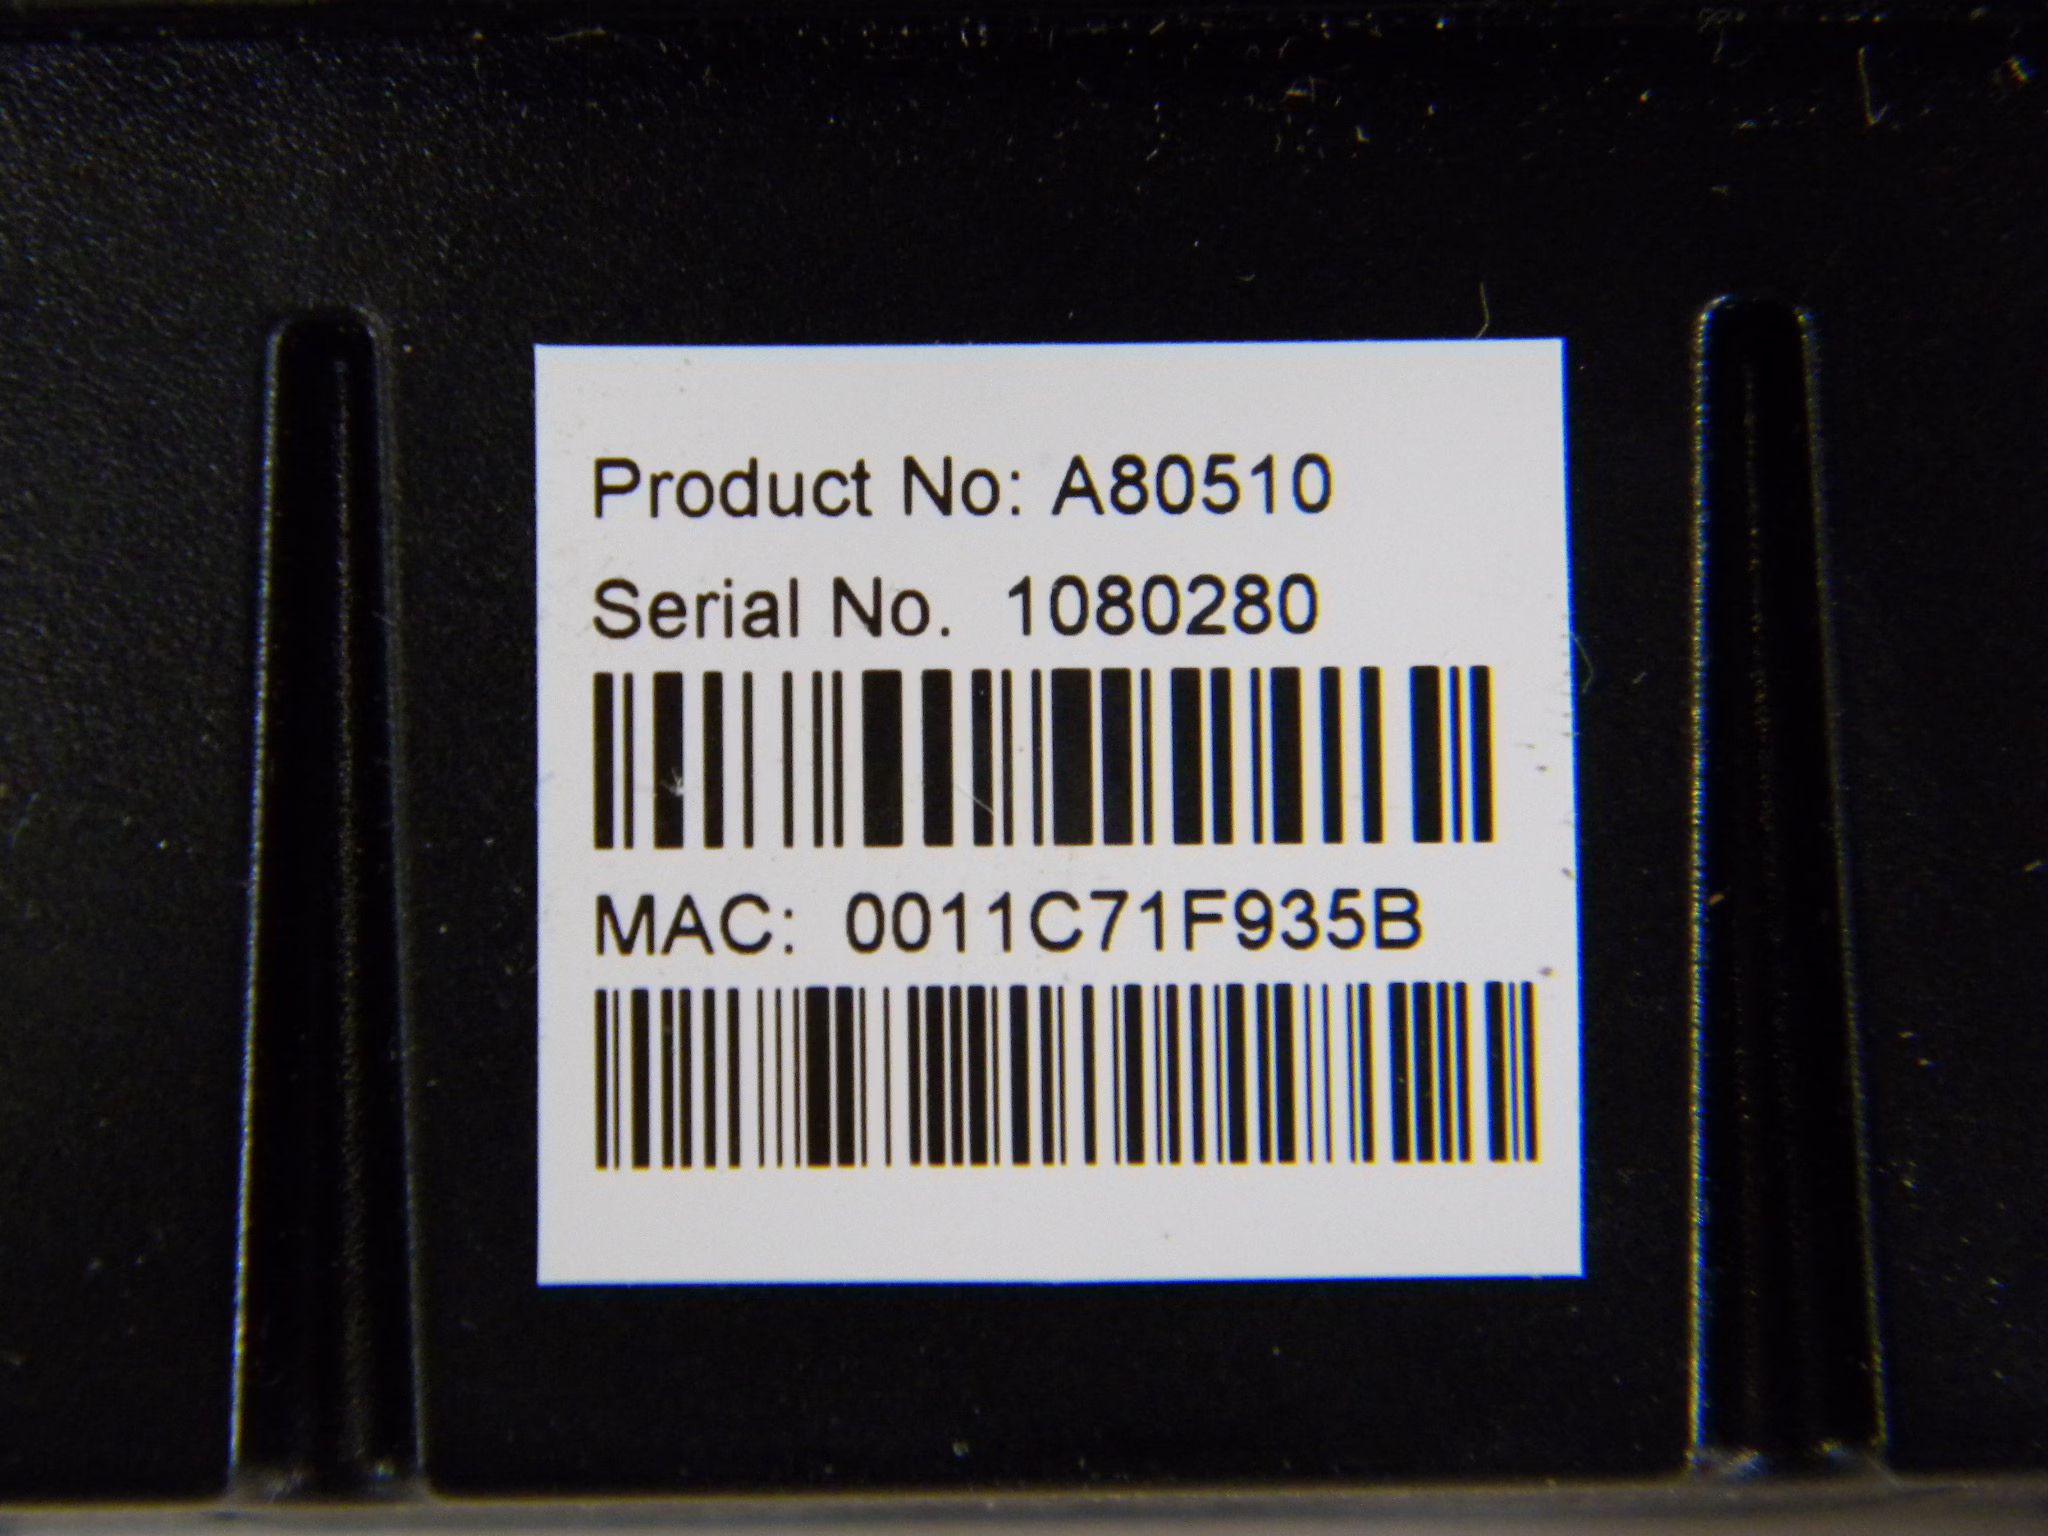 Product No: A80510
Serial No. 1080280
MAC: 0011C71F935B